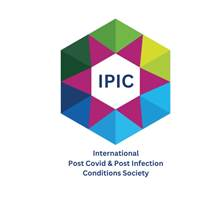 IPIC
International
Post Covid & Post Infection
Conditions Society